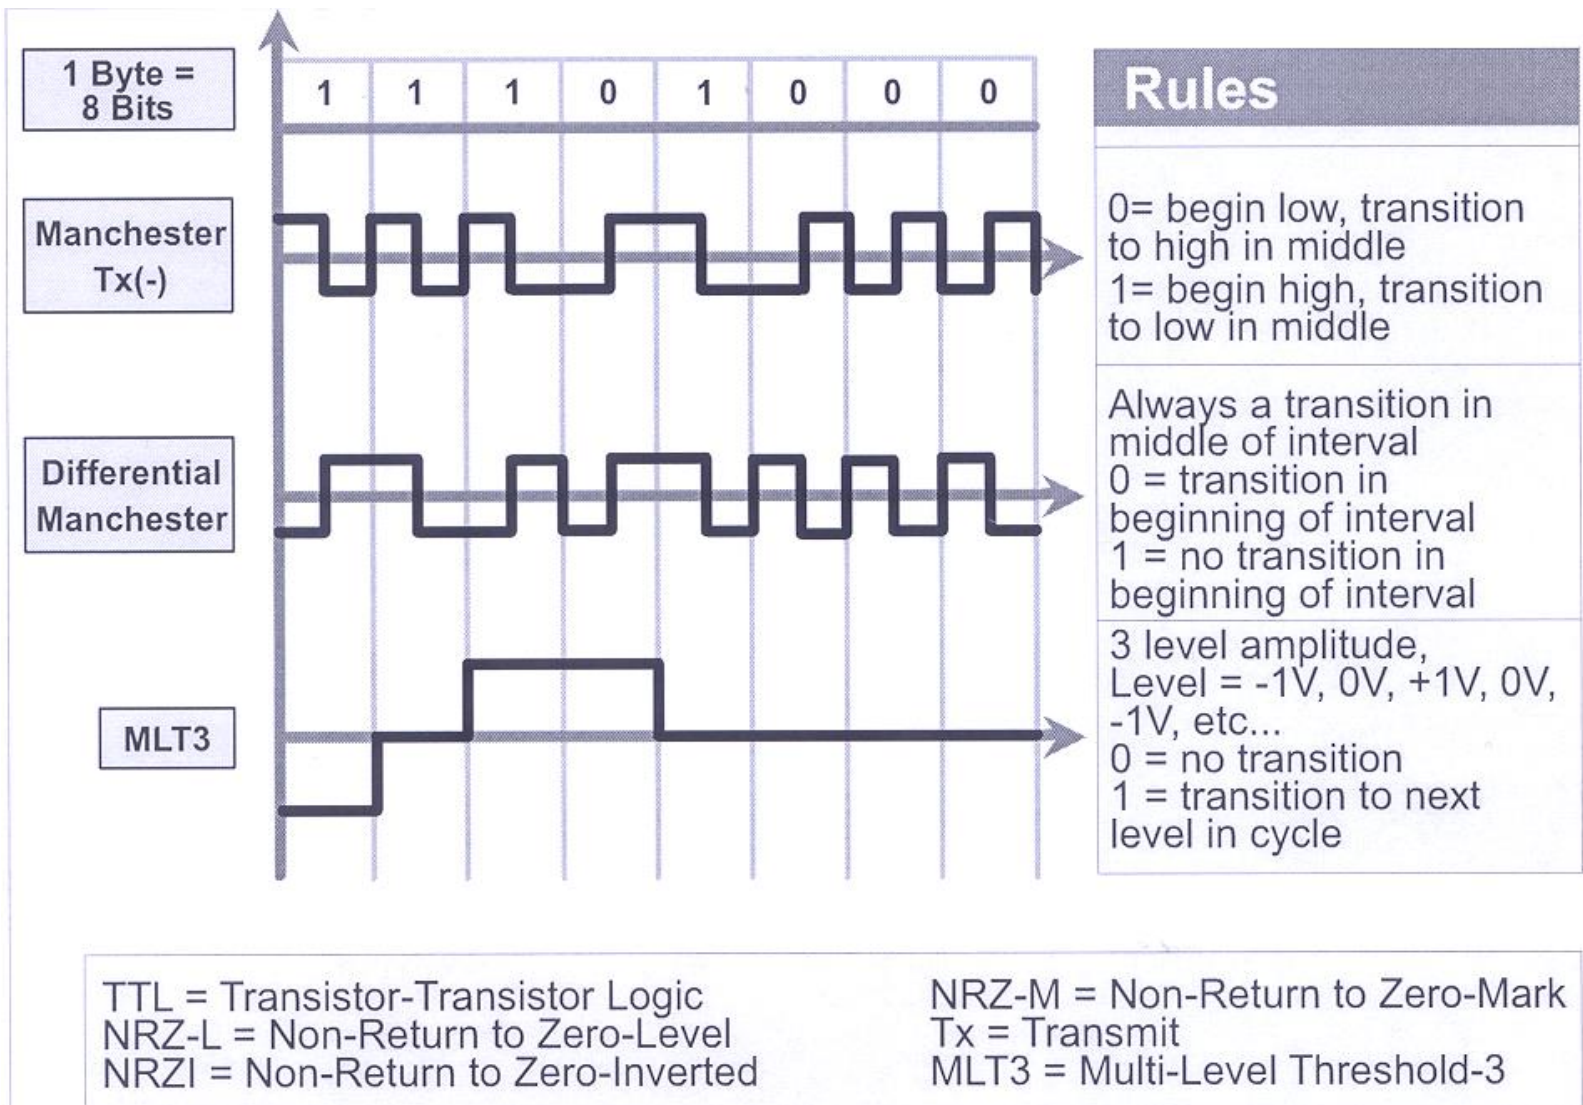 1 Byte =
8 Bits
1 1 1 0 1 0 0 0
Rules
Manchester
Tx(-)
0= begin low, transition
to high in middle
1= begin high, transition
to low in middle
Differential
Manchester
Always a transition in
middle of interval
0 = transition in
beginning of interval
1 = no transition in
beginning of interval
MLT3
3 level amplitude,
Level = -1V, 0V, +1V, 0V,
-1V, etc...
0 = no transition
1 = transition to next
level in cycle
TTL = Transistor-Transistor Logic
NRZ-L = Non-Return to Zero-Level
NRZI = Non-Return to Zero-Inverted
NRZ-M = Non-Return to Zero-Mark
Tx = Transmit
MLT3 = Multi-Level Threshold-3